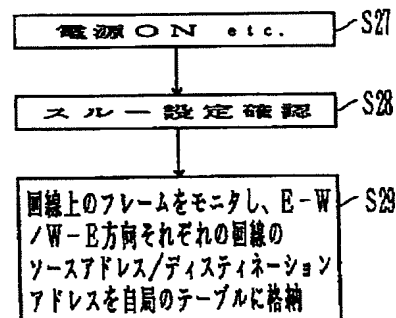 電源ON etc.
S27
スルー設定確認
S28
回線上のフレームをモニタし、E-W
/W-E方向それぞれの回線の
ソースアドレス/ディスティネーション
アドレスを自局のテーブルに格納
S29